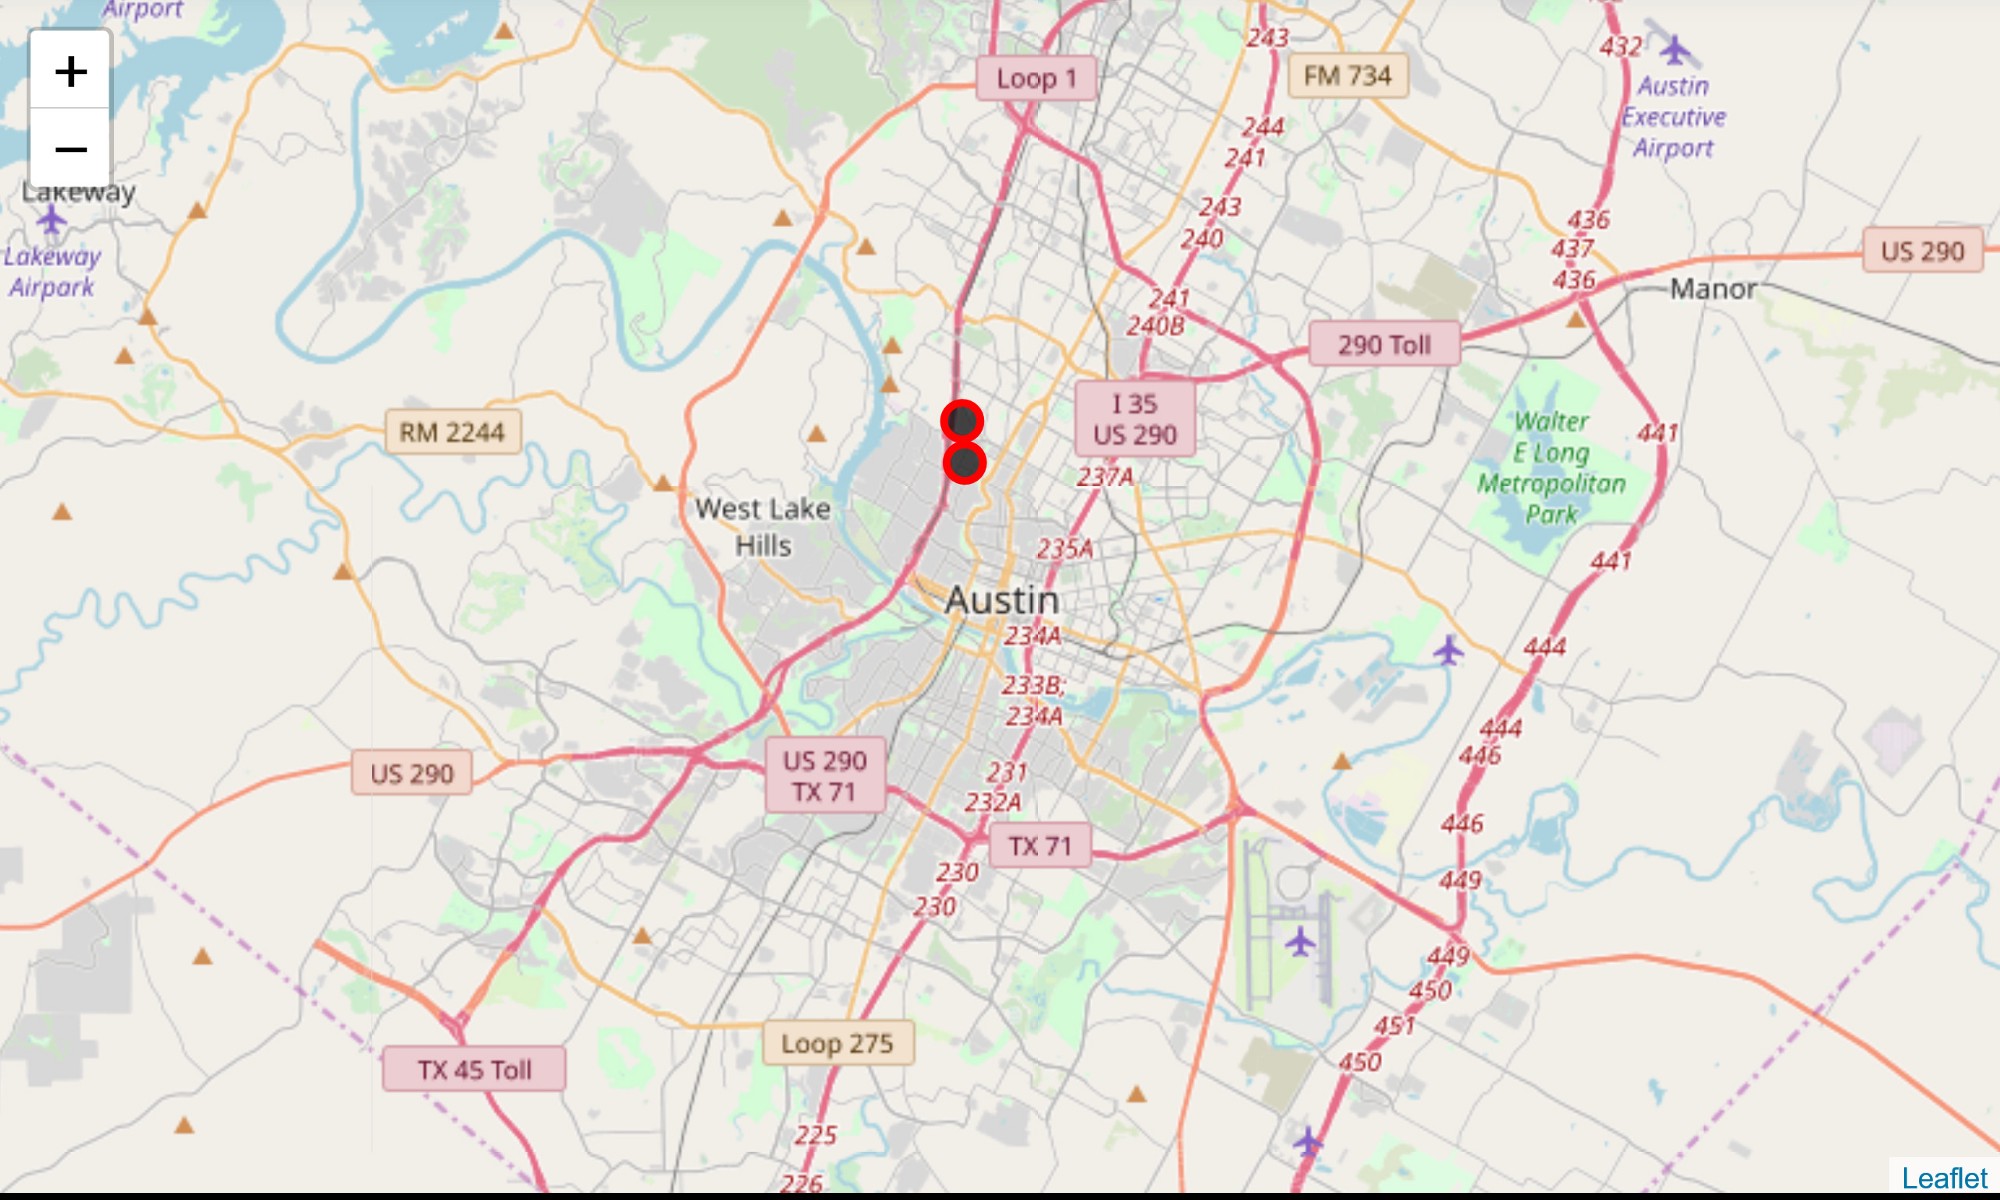 Airport
+
−
Lakeway
Lakeway
Airpark
Loop 1
243
FM 734
432
Austin
Executive
Airport
244
241
243
240
436
437
436
US 290
Manor
241
240B
290 Toll
I 35
US 290
RM 2244
237A
Walter
E Long
Metropolitan
Park
441
West Lake
Hills
235A
441
Austin
234A
444
233B;
234A
444
446
US 290
US 290
TX 71
231
232A
TX 71
446
230
449
230
449
450
451
450
Loop 275
TX 45 Toll
225
226
Leaflet